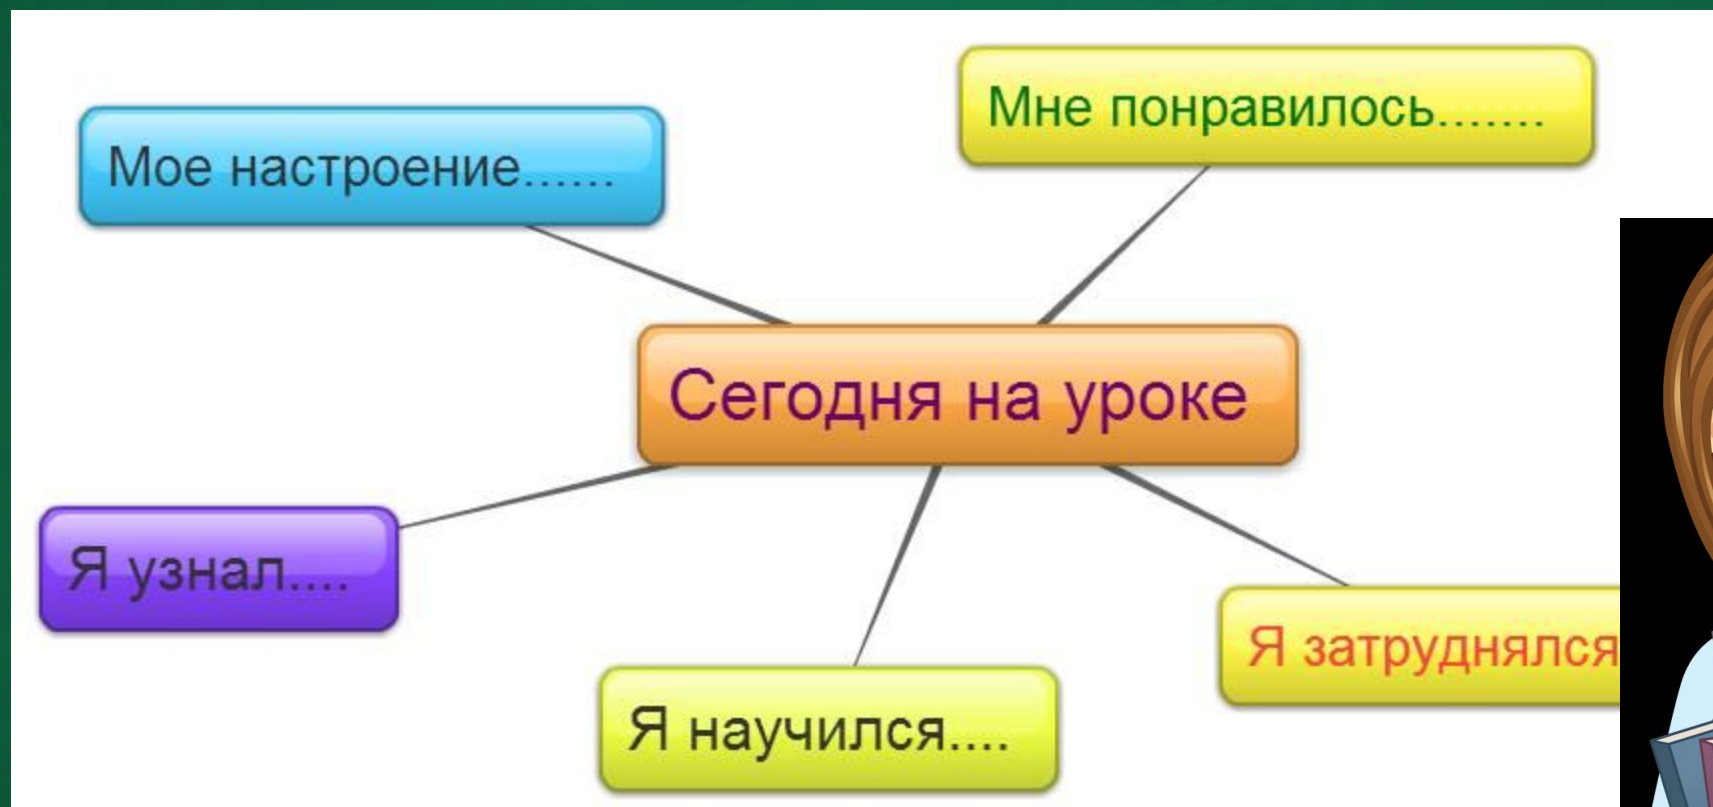 Мне понравилось.......
Мое настроение......
Сегодня на уроке
Я узнал....
Я затруднялся
Я научился....